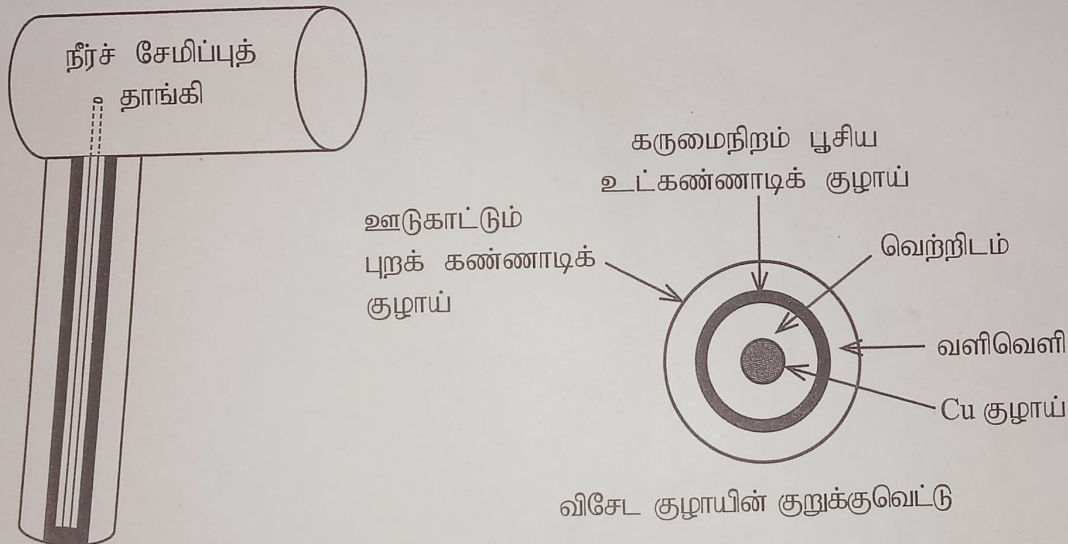 நீர்ச் சேமிப்புத்
தாங்கி
கருமைநிறம் பூசிய
உட்கண்ணாடிக் குழாய்
ஊடுகாட்டும்
புறக் கண்ணாடிக்
குழாய்
வெற்றிடம்
வளிவெளி
Cu குழாய்
விசேட குழாயின் குறுக்குவெட்டு